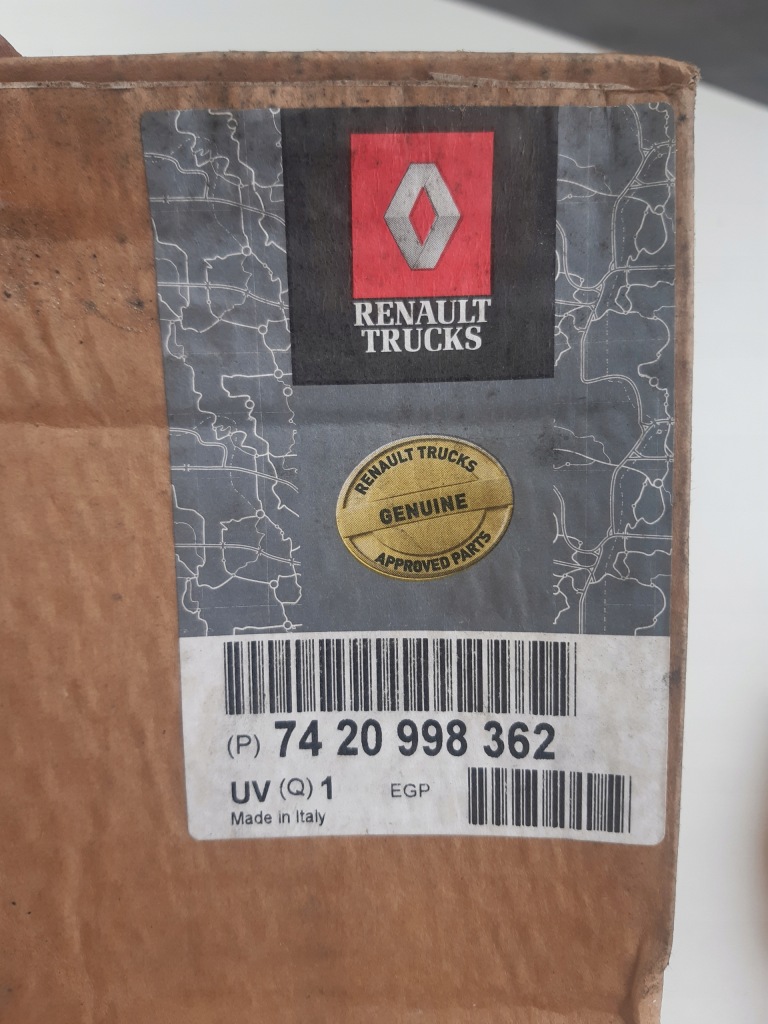 RENAULT
TRUCKS
RENAULT TRUCKS
GENUINE
APPROVED PARTS
(P) 74 20 998 362
UV (Q) 1 EGP
Made in Italy